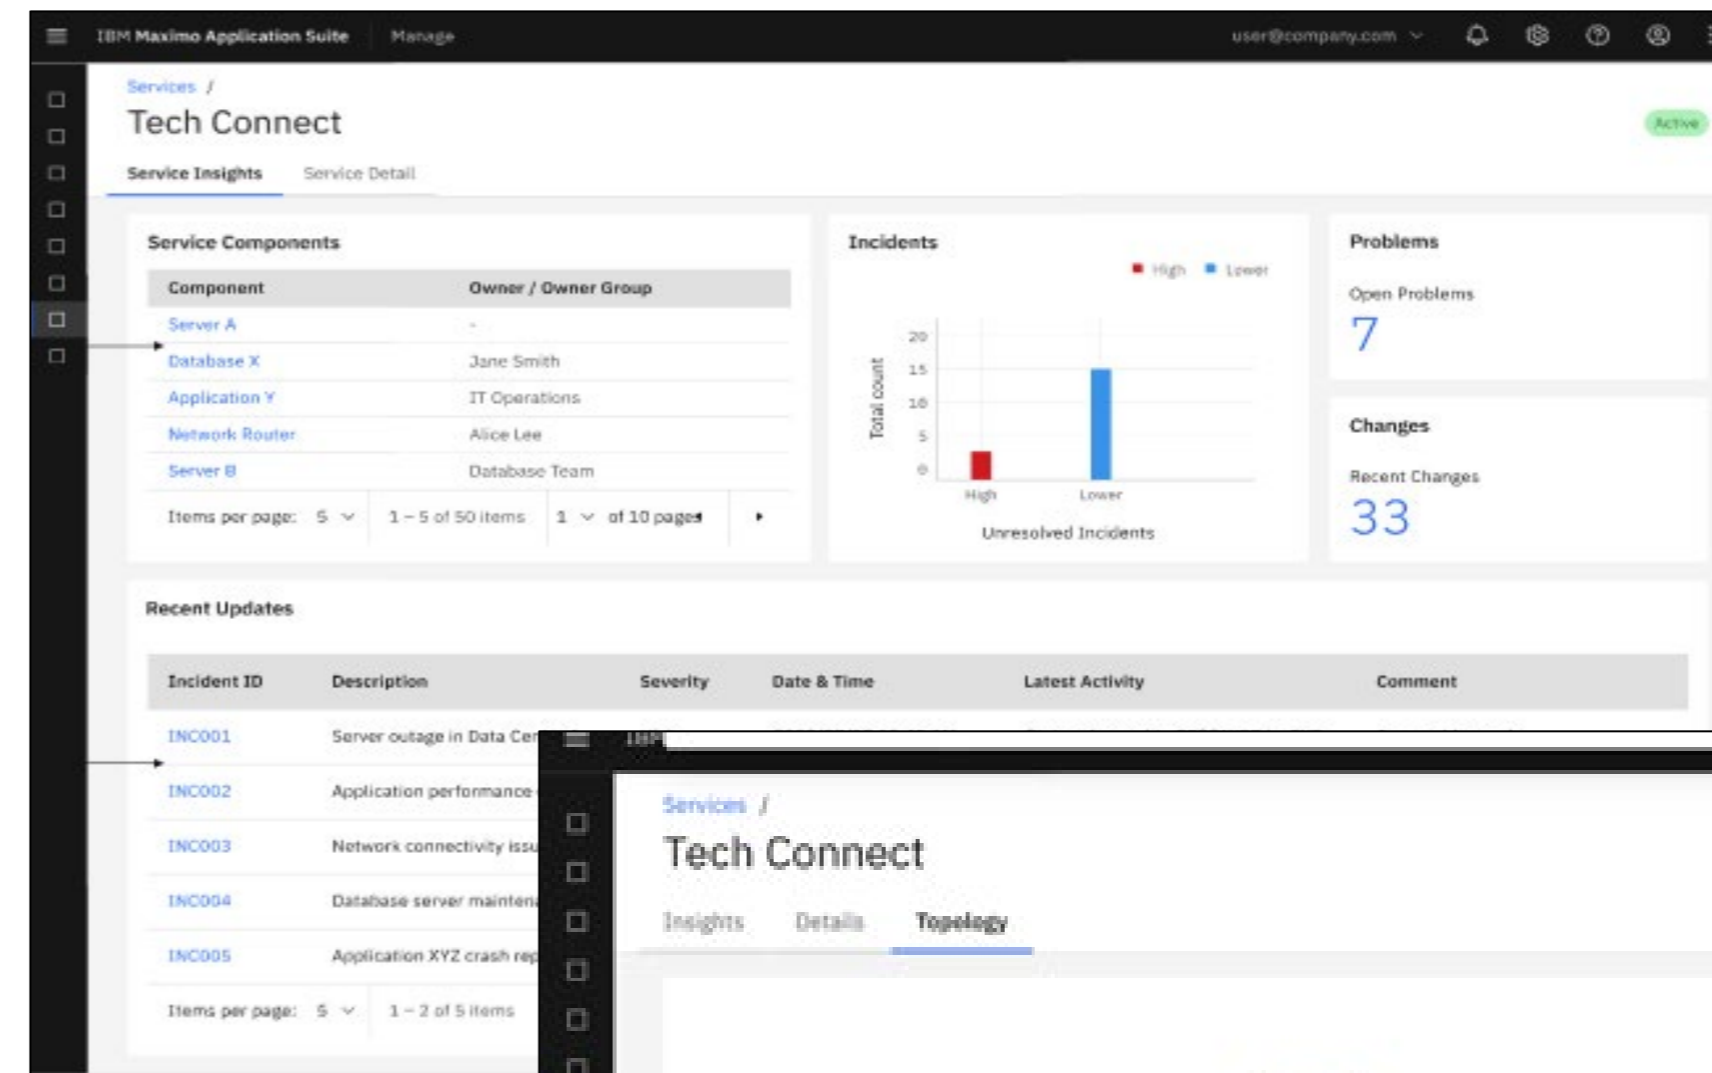 IBM Maximo Application Suite Manage user@company.com
Services /
Tech Connect
Active
Service Insights Service Detail
Service Components
Component Owner / Owner Group
Server A -
Database X Jane Smith
Application Y IT Operations
Network Router Alice Lee
Server B Database Team
Items per page: 5 1 – 5 of 50 items 1 of 10 pages
Incidents
High Lower
Total count
20
15
10
5
0
High Lower
Unresolved Incidents
Problems
Open Problems
7
Changes
Recent Changes
33
Recent Updates
Incident ID Description Severity Date & Time Latest Activity Comment
INC001 Server outage in Data Cen
INC002 Application performance
INC003 Network connectivity issu
INC004 Database server maintena
INC005 Application XYZ crash rep
Items per page: 5 1 – 2 of 5 items
IBM
Services /
Tech Connect
Insights Details Topology